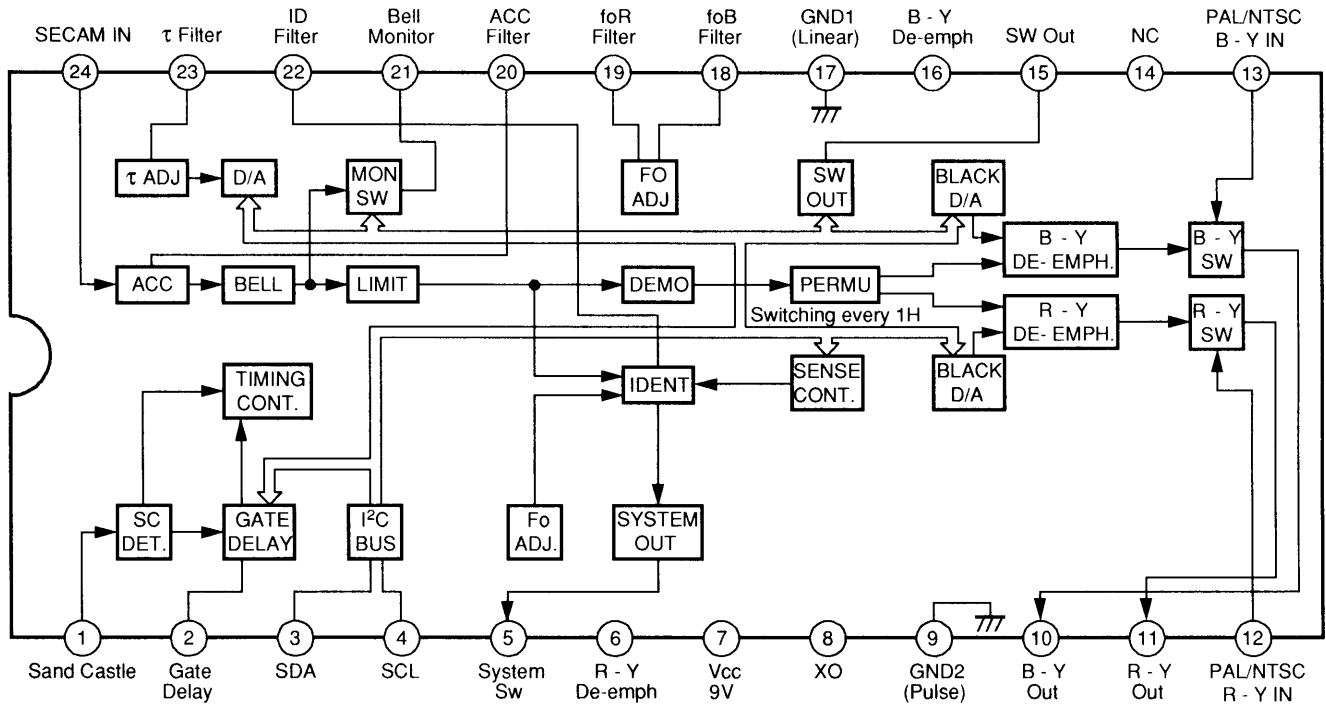 SECAM IN
τ Filter
ID
Filter
Bell
Monitor
ACC
Filter
foR
Filter
foB
Filter
GND1
(Linear)
B - Y
De-emph
SW Out
NC
PAL/NTSC
B - Y IN
24
23
22
21
20
19
18
17
16
15
14
13
τ ADJ
D/A
MON
SW
FO
ADJ
SW
OUT
BLACK
D/A
B - Y
DE-EMPH.
B - Y
SW
ACC
BELL
LIMIT
DEMO
PERMU
Switching every 1H
R - Y
DE-EMPH.
R - Y
SW
TIMING
CONT.
IDENT
SENSE
CONT.
BLACK
D/A
SC
DET.
GATE
DELAY
I²C
BUS
Fo
ADJ.
SYSTEM
OUT
1
2
3
4
5
6
7
8
9
10
11
12
Sand Castle
Gate
Delay
SDA
SCL
System
Sw
R - Y
De-emph
Vcc
9V
XO
GND2
(Pulse)
B - Y
Out
R - Y
Out
PAL/NTSC
R - Y IN